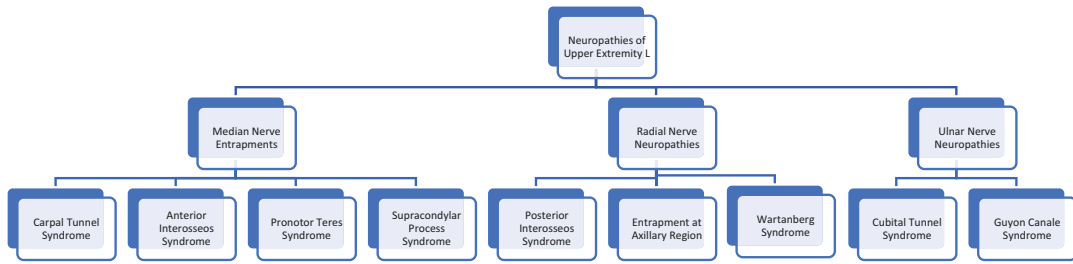 Neuropathies of
Upper Extremity L
Median Nerve
Entrapments
Radial Nerve
Neuropathies
Ulnar Nerve
Neuropathies
Carpal Tunnel
Syndrome
Anterior
Interosseos
Syndrome
Pronotor Teres
Syndrome
Supracondylar
Process
Syndrome
Posterior
Interosseos
Syndrome
Entrapment at
Axillary Region
Wartanberg
Syndrome
Cubital Tunnel
Syndrome
Guyon Canale
Syndrome